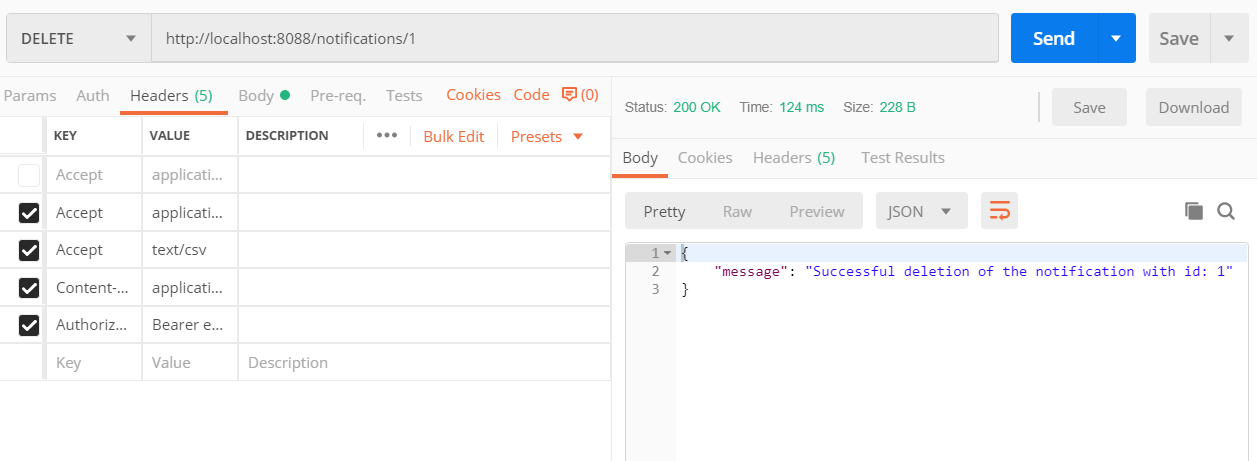 DELETE http://localhost:8088/notifications/1 Send Save
Params Auth Headers (5) Body Pre-req. Tests Cookies Code (0)
KEY VALUE DESCRIPTION ••• Bulk Edit Presets
Accept applicati...
Accept applicati...
Accept text/csv
Content-... applicati...
Authoriz... Bearer e...
Key Value Description
Status: 200 OK Time: 124 ms Size: 228 B Save Download
Body Cookies Headers (5) Test Results
Pretty Raw Preview JSON
1 {
2 "message": "Successful deletion of the notification with id: 1"
3 }